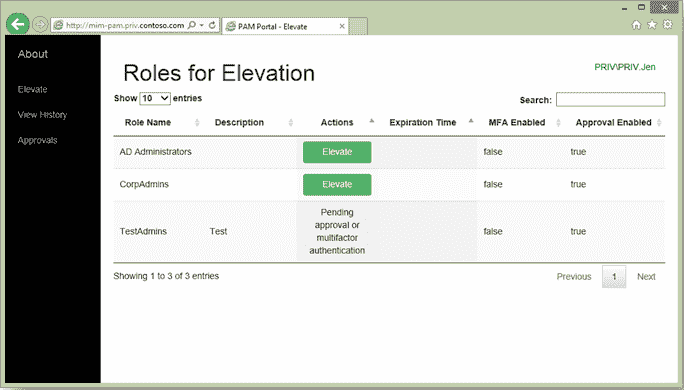 http://mim-pam.priv.contoso.com
PAM Portal - Elevate
About
Elevate
View History
Approvals
PRIV\PRIV.Jen
Roles for Elevation
Show 10 entries
Search:
Role Name Description Actions Expiration Time MFA Enabled Approval Enabled
AD Administrators Elevate false true
CorpAdmins Elevate false true
TestAdmins Test Pending approval or multifactor authentication false true
Showing 1 to 3 of 3 entries
Previous 1 Next